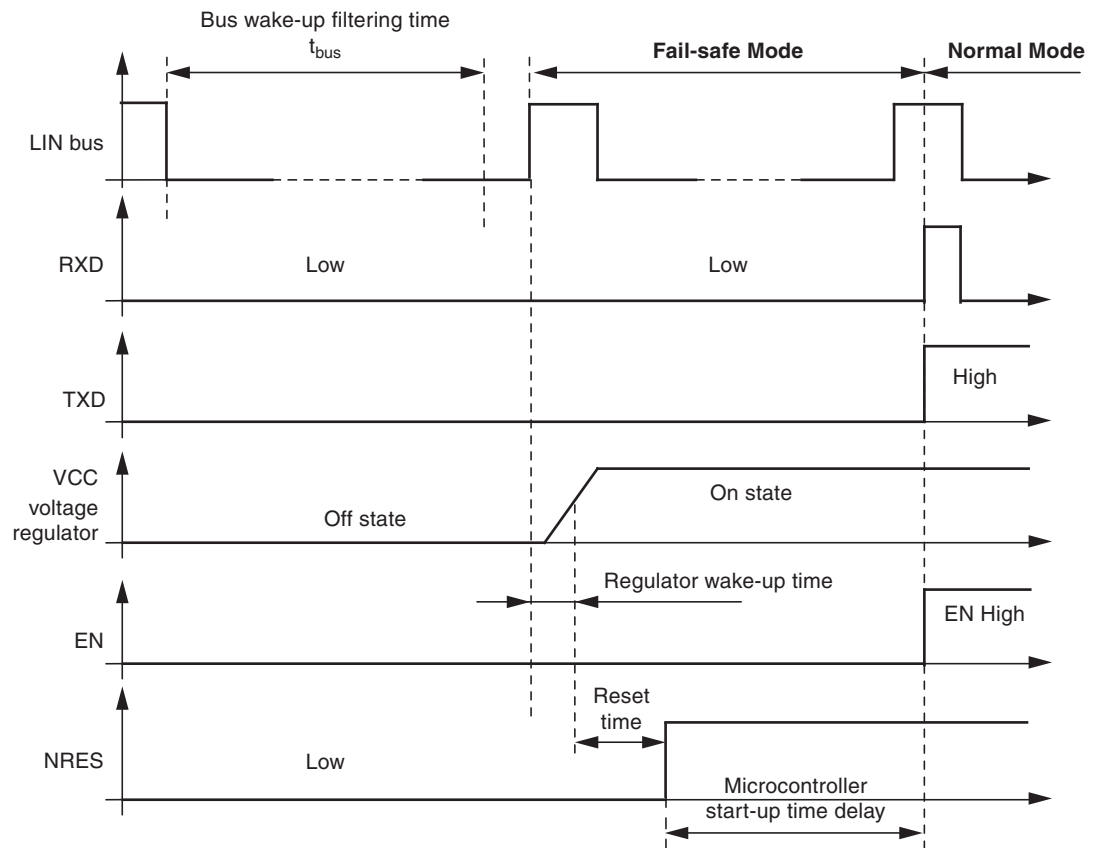 Bus wake-up filtering time
tbus
Fail-safe Mode
Normal Mode
LIN bus
RXD
Low
Low
TXD
High
VCC
voltage
regulator
Off state
On state
Regulator wake-up time
EN
EN High
Reset
time
NRES
Low
Microcontroller
start-up time delay